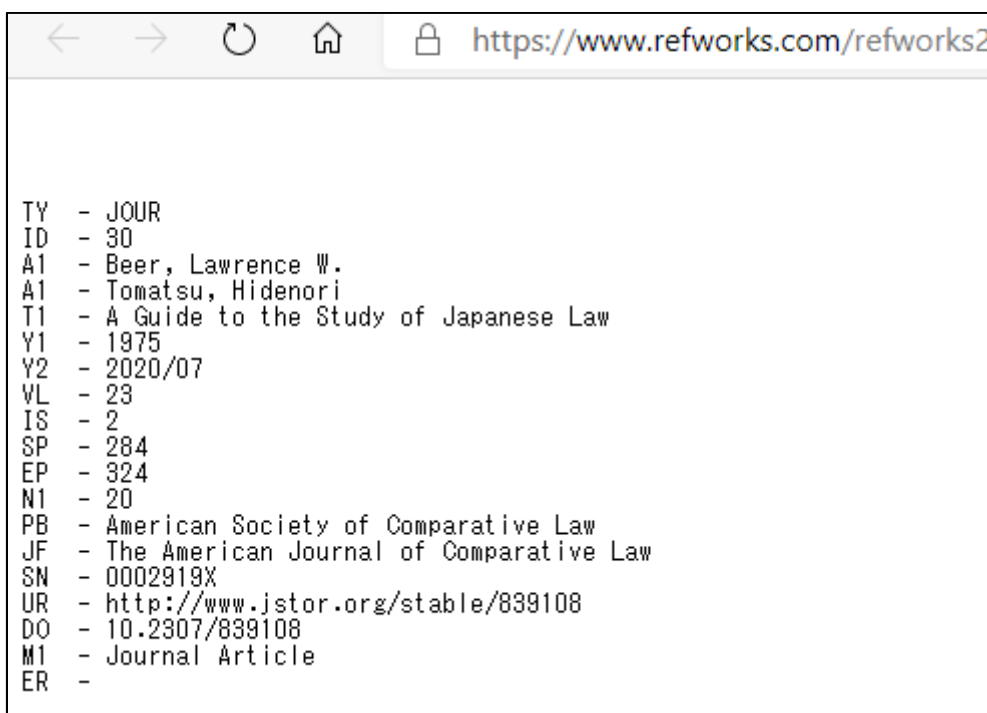 https://www.refworks.com/refworks2
TY - JOUR
ID - 30
A1 - Beer, Lawrence W.
A1 - Tomatsu, Hidenori
T1 - A Guide to the Study of Japanese Law
Y1 - 1975
Y2 - 2020/07
VL - 23
IS - 2
SP - 284
EP - 324
N1 - 20
PB - American Society of Comparative Law
JF - The American Journal of Comparative Law
SN - 0002919X
UR - http://www.jstor.org/stable/839108
DO - 10.2307/839108
M1 - Journal Article
ER -